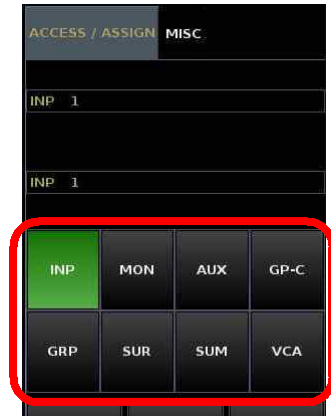 ACCESS / ASSIGN MISC
INP 1
INP 1
INP MON AUX GP-C
GRP SUR SUM VCA